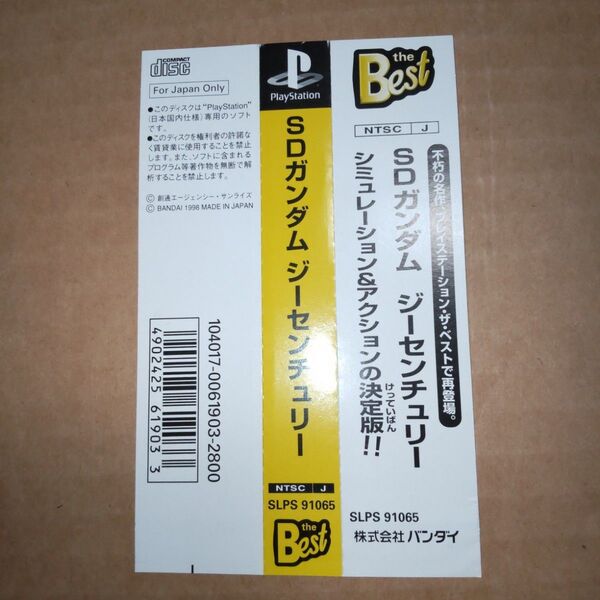 COMPACT
disc
For Japan Only
●このディスクは"PlayStation"
(日本国内仕様)専用のソフト
です。
●このディスクを権利者の許諾な
く賃貸業に使用することを禁止
します。また、ソフトに含まれる
プログラム等著作物を無断で解
析することを禁止します。
© 創通エージェンシー・サンライズ
© BANDAI 1998 MADE IN JAPAN
104017-0061903-2800
4902425 61903 3
PlayStation
SDガンダム ジーセンチュリー
NTSC J
SLPS 91065
the
Best
the
Best
NTSC J
不朽の名作、プレイステーション・ザ・ベストで再登場。
SDガンダム ジーセンチュリー
シミュレーション&アクションの決定版!!
けっていばん
SLPS 91065
株式会社 バンダイ